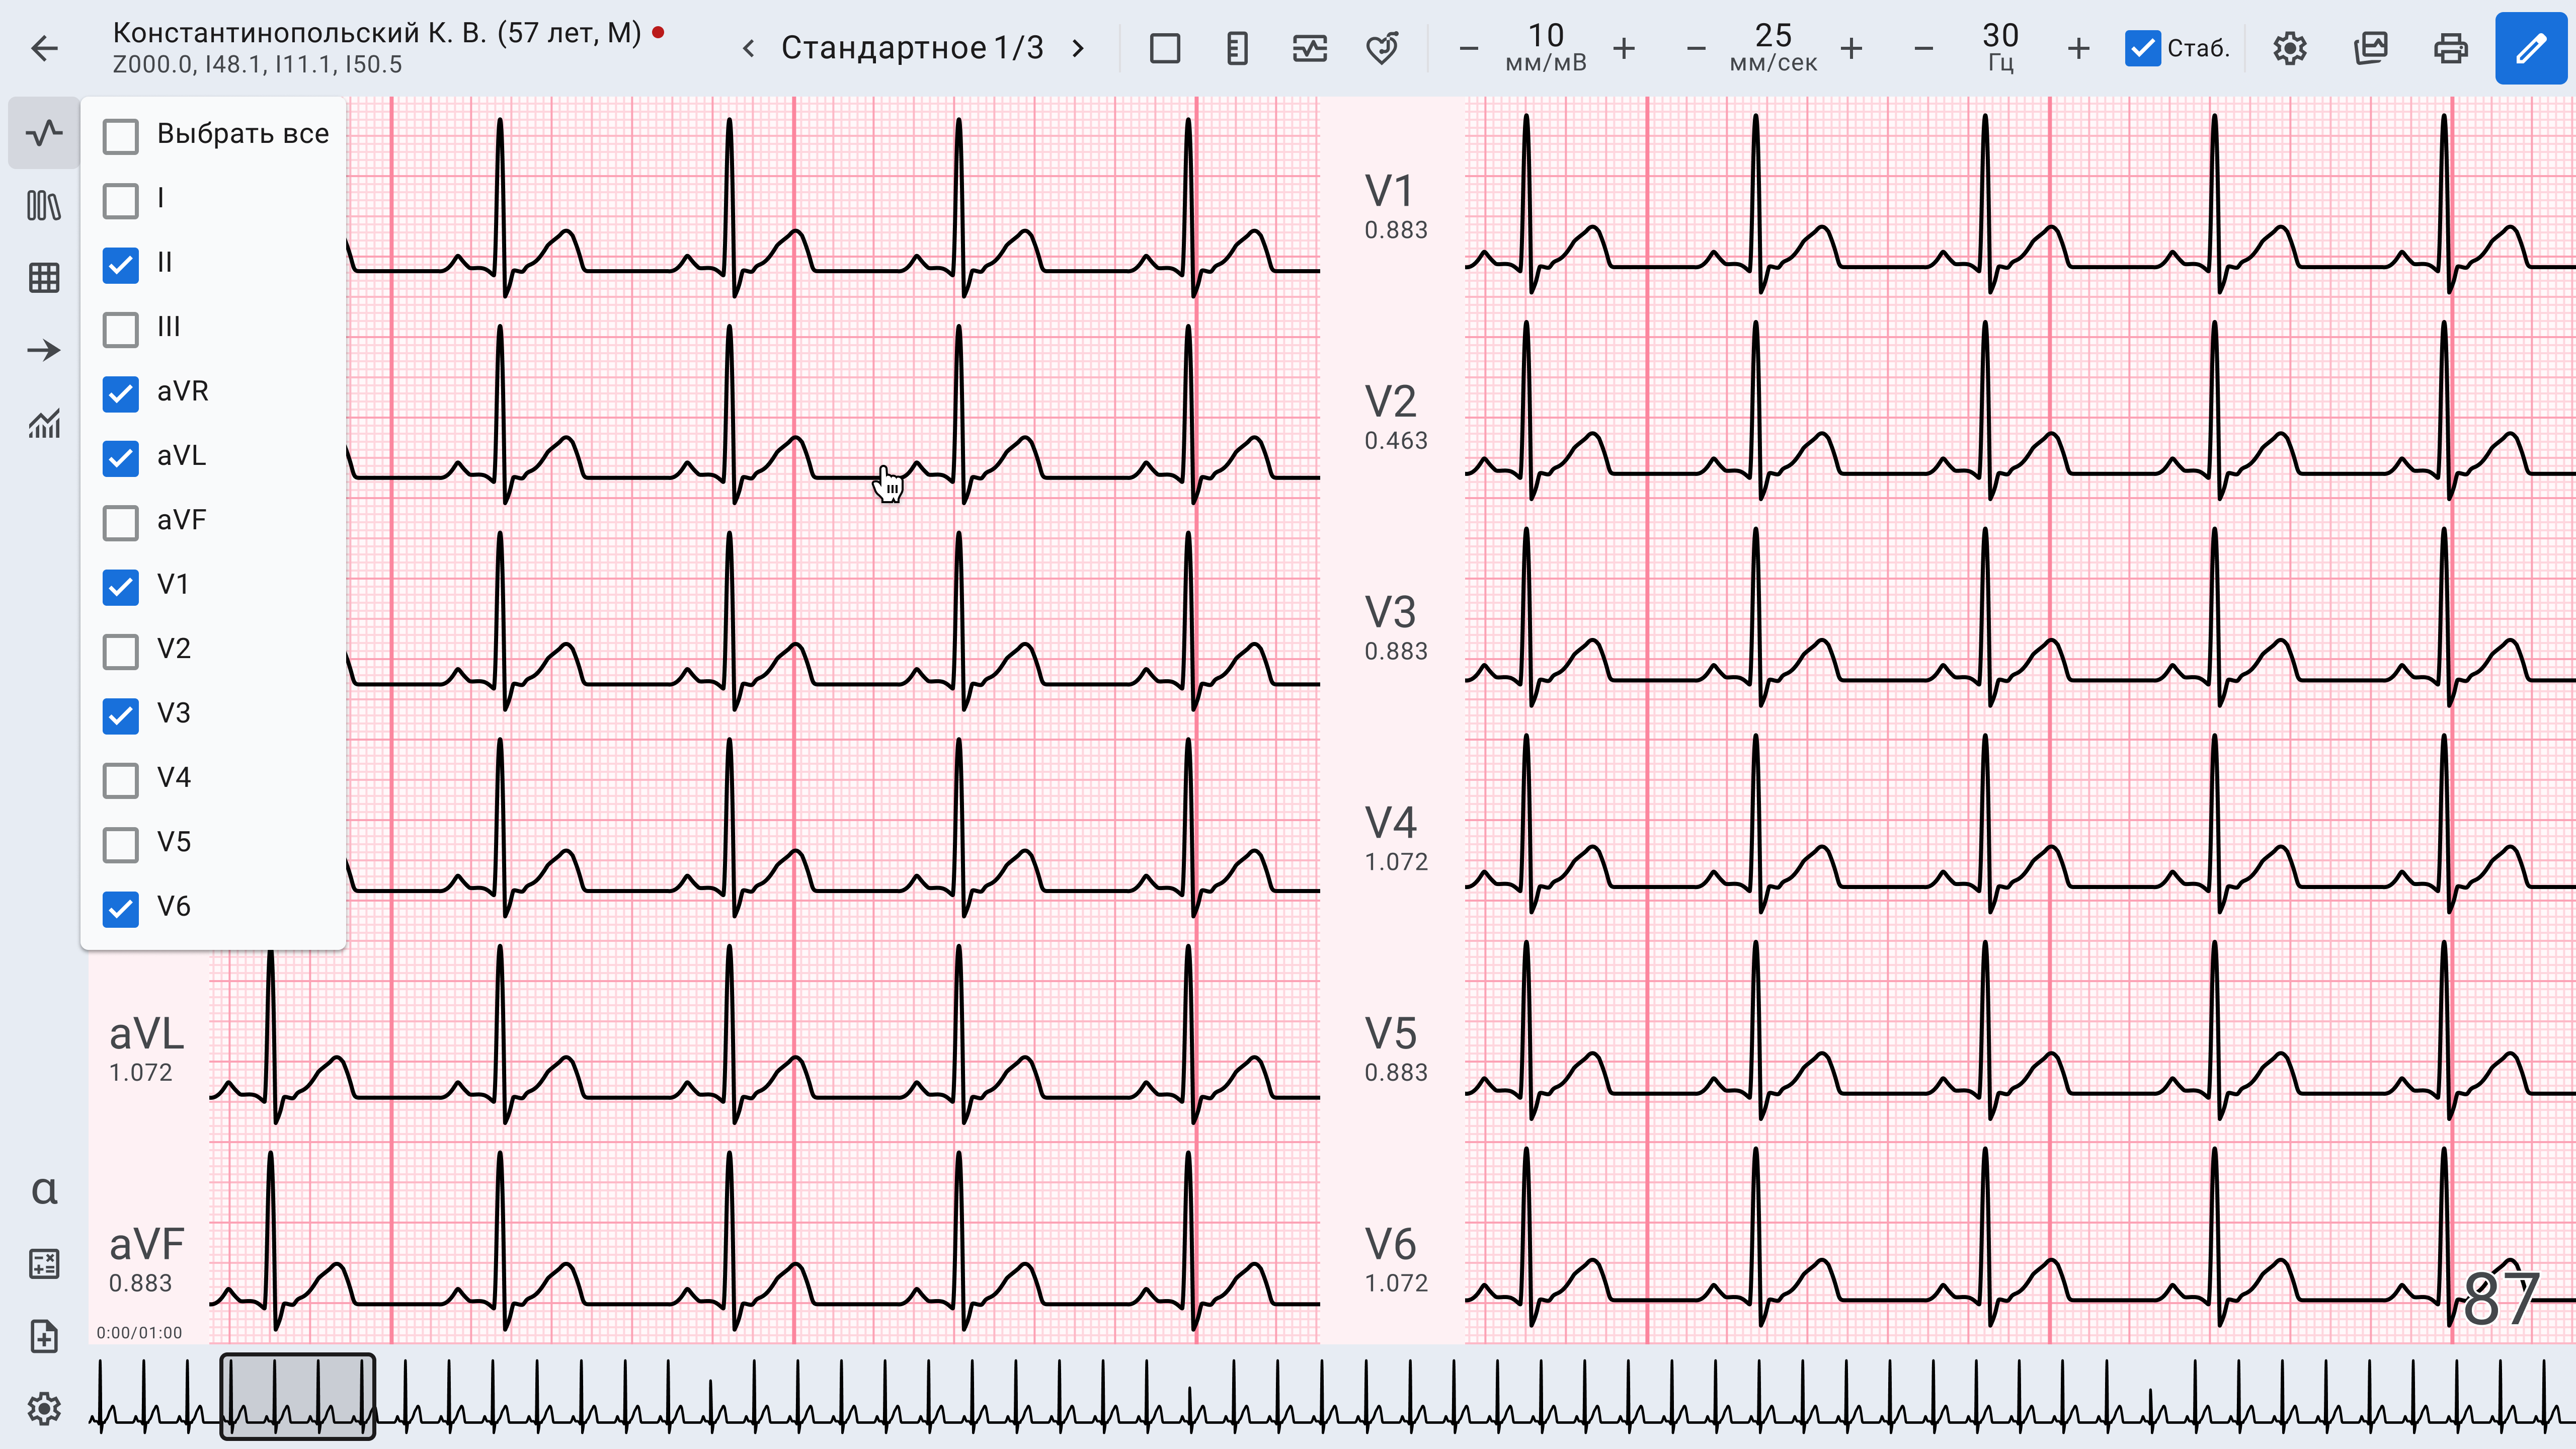 Константинопольский К. В. (57 лет, М)
Z000.0, I48.1, I11.1, I50.5
Стандартное 1/3
10
мм/мВ
25
мм/сек
30
Гц
Стаб.
Выбрать все
I
II
III
aVR
aVL
aVF
V1
V2
V3
V4
V5
V6
aVL
1.072
aVF
0.883
0:00/01:00
V1
0.883
V2
0.463
V3
0.883
V4
1.072
V5
0.883
V6
1.072
87
α